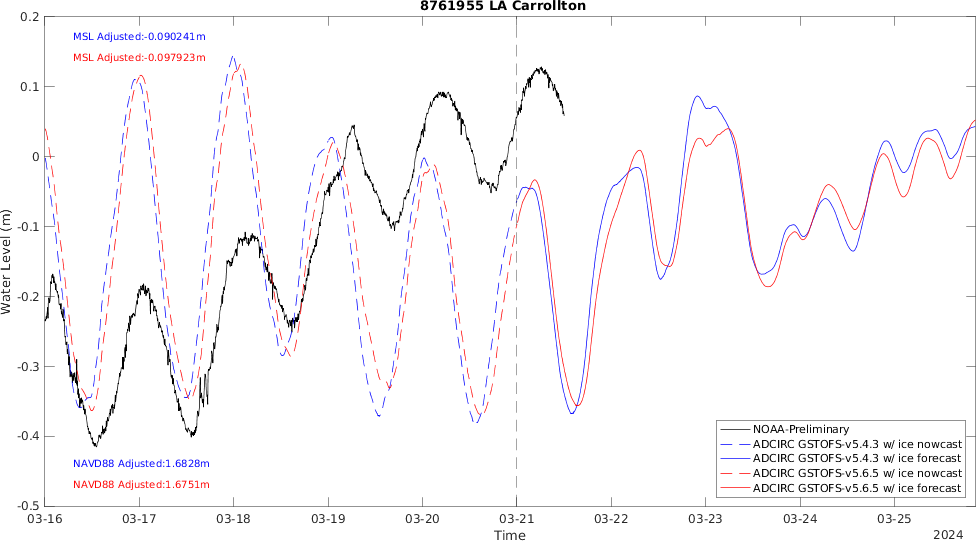 8761955 LA Carrollton
MSL Adjusted:-0.090241m
MSL Adjusted:-0.097923m
0.2
0.1
0
-0.1
-0.2
-0.3
-0.4
-0.5
Water Level (m)
NAVD88 Adjusted:1.6828m
NAVD88 Adjusted:1.6751m
NOAA-Preliminary
ADCIRC GSTOFS-v5.4.3 w/ ice nowcast
ADCIRC GSTOFS-v5.4.3 w/ ice forecast
ADCIRC GSTOFS-v5.6.5 w/ ice nowcast
ADCIRC GSTOFS-v5.6.5 w/ ice forecast
03-16 03-17 03-18 03-19 03-20 03-21 03-22 03-23 03-24 03-25
Time
2024